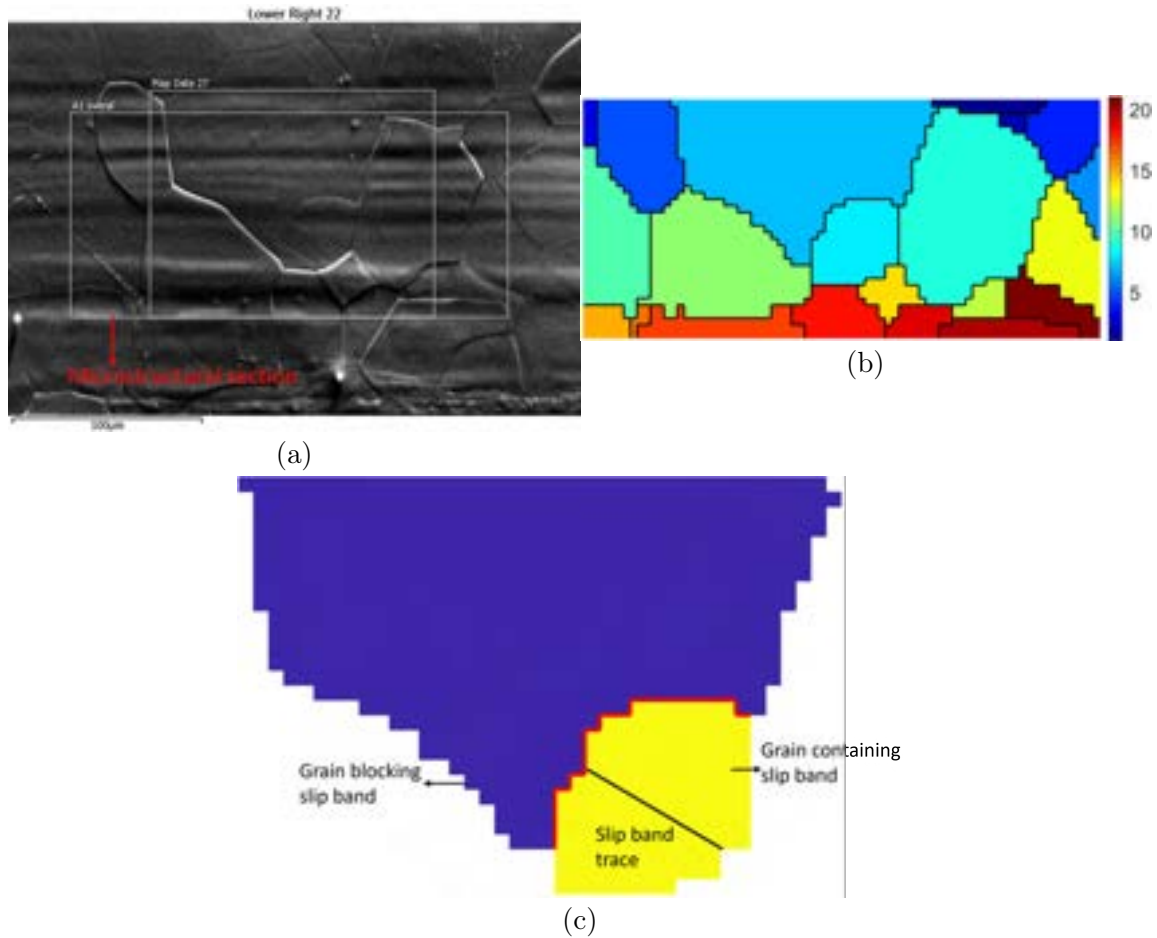 Lower Right 22
Map Data 27
Microstructural section
100μm
(a)
20
15
10
5
(b)
Grain blocking
slip band
Grain containing
slip band
Slip band
trace
(c)